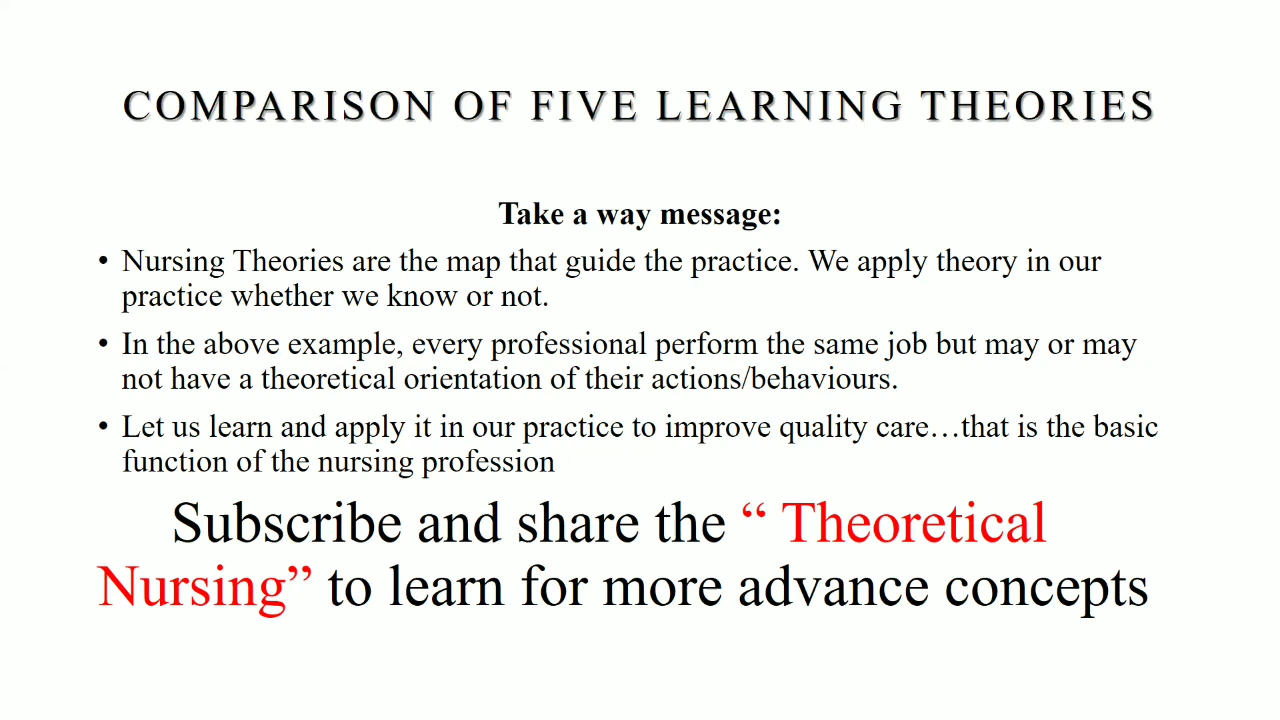 COMPARISON OF FIVE LEARNING THEORIES
Take a way message:
• Nursing Theories are the map that guide the practice. We apply theory in our
practice whether we know or not.
• In the above example, every professional perform the same job but may or may
not have a theoretical orientation of their actions/behaviours.
• Let us learn and apply it in our practice to improve quality care…that is the basic
function of the nursing profession
Subscribe and share the “ Theoretical
Nursing” to learn for more advance concepts